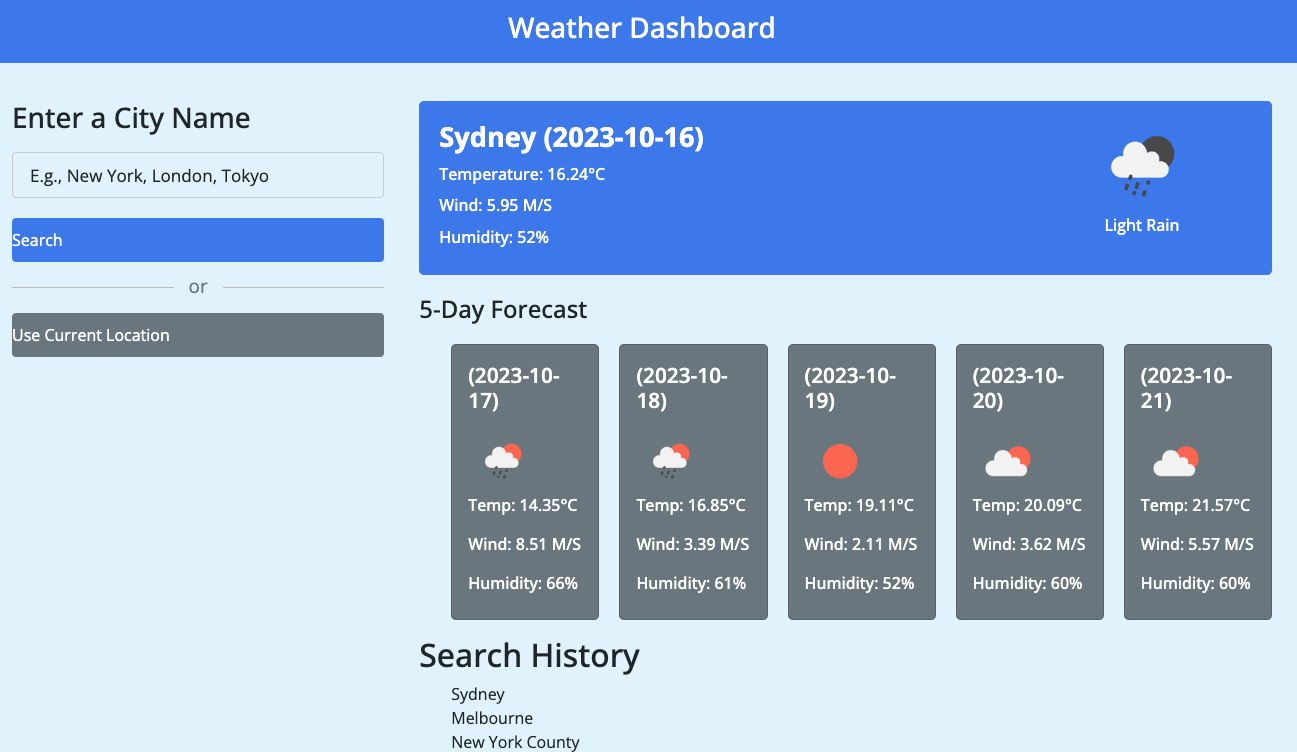 Weather Dashboard
Enter a City Name
E.g., New York, London, Tokyo
Search
or
Use Current Location
Sydney (2023-10-16)
Temperature: 16.24°C
Wind: 5.95 M/S
Humidity: 52%
Light Rain
5-Day Forecast
(2023-10-
17)
Temp: 14.35°C
Wind: 8.51 M/S
Humidity: 66%
(2023-10-
18)
Temp: 16.85°C
Wind: 3.39 M/S
Humidity: 61%
(2023-10-
19)
Temp: 19.11°C
Wind: 2.11 M/S
Humidity: 52%
(2023-10-
20)
Temp: 20.09°C
Wind: 3.62 M/S
Humidity: 60%
(2023-10-
21)
Temp: 21.57°C
Wind: 5.57 M/S
Humidity: 60%
Search History
Sydney
Melbourne
New York County